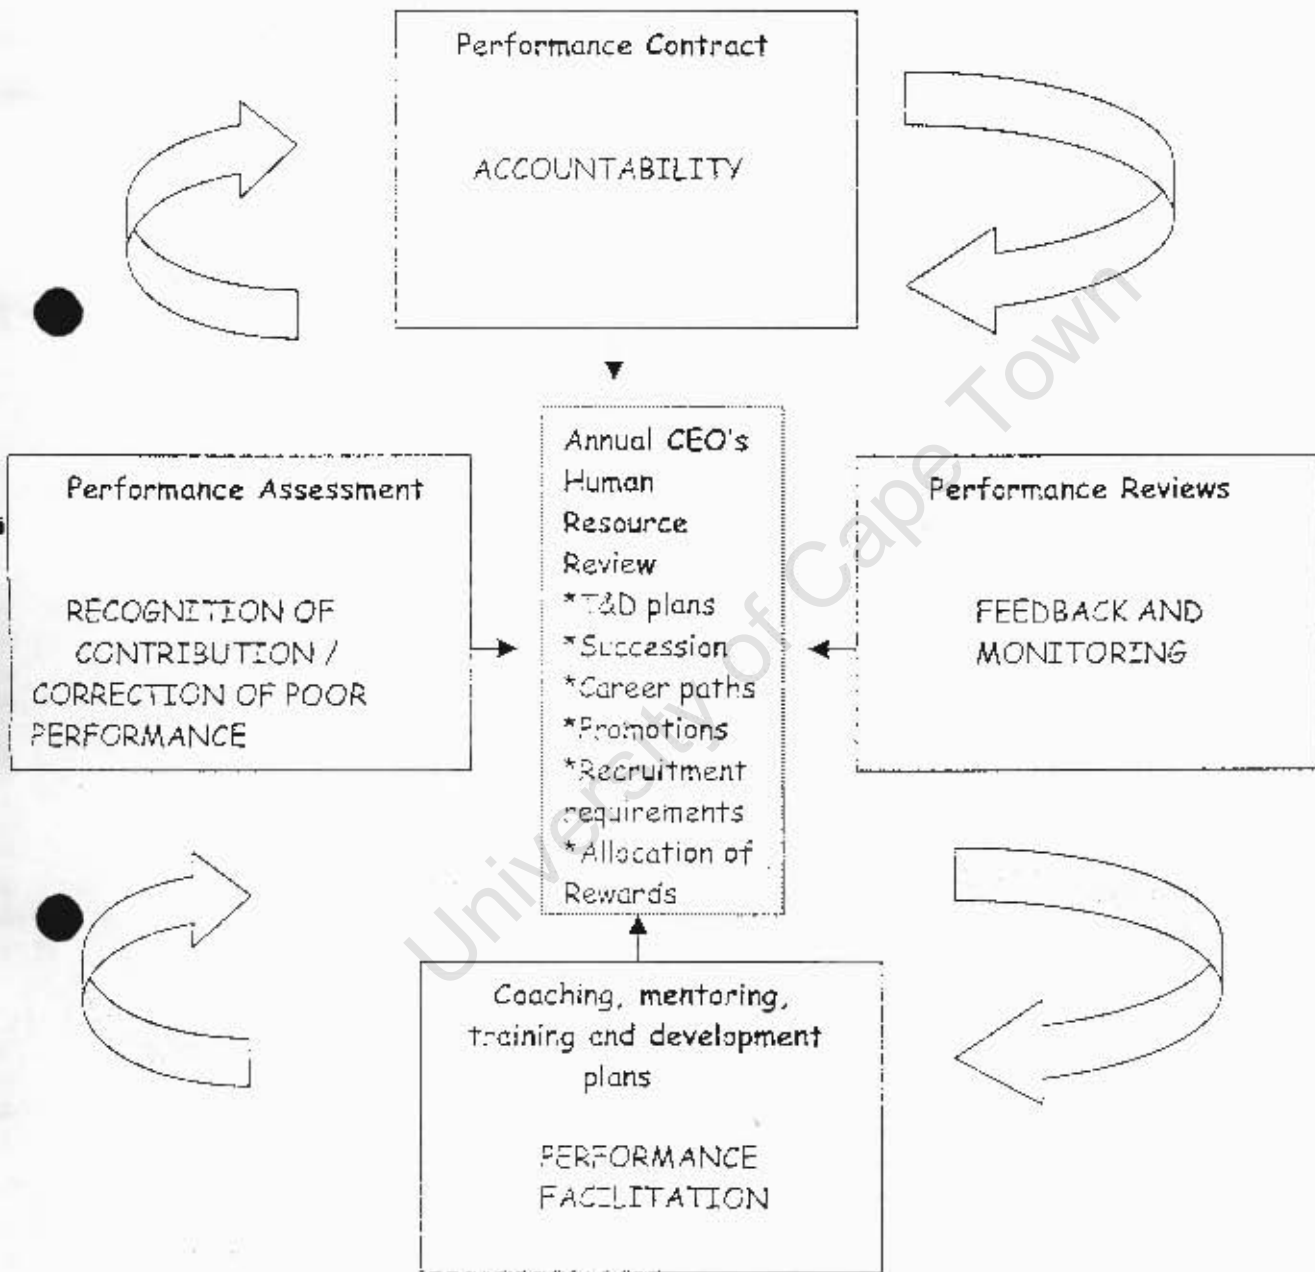 Performance Contract
ACCOUNTABILITY
Annual CEO's
Human
Resource
Review
*T&D plans
*Succession
*Career paths
*Promotions
*Recruitment
requirements
*Allocation of
Rewards
Performance Assessment
RECOGNITION OF
CONTRIBUTION /
CORRECTION OF POOR
PERFORMANCE
Performance Reviews
FEEDBACK AND
MONITORING
Coaching, mentoring,
training and development
plans
PERFORMANCE
FACILITATION
University of Cape Town